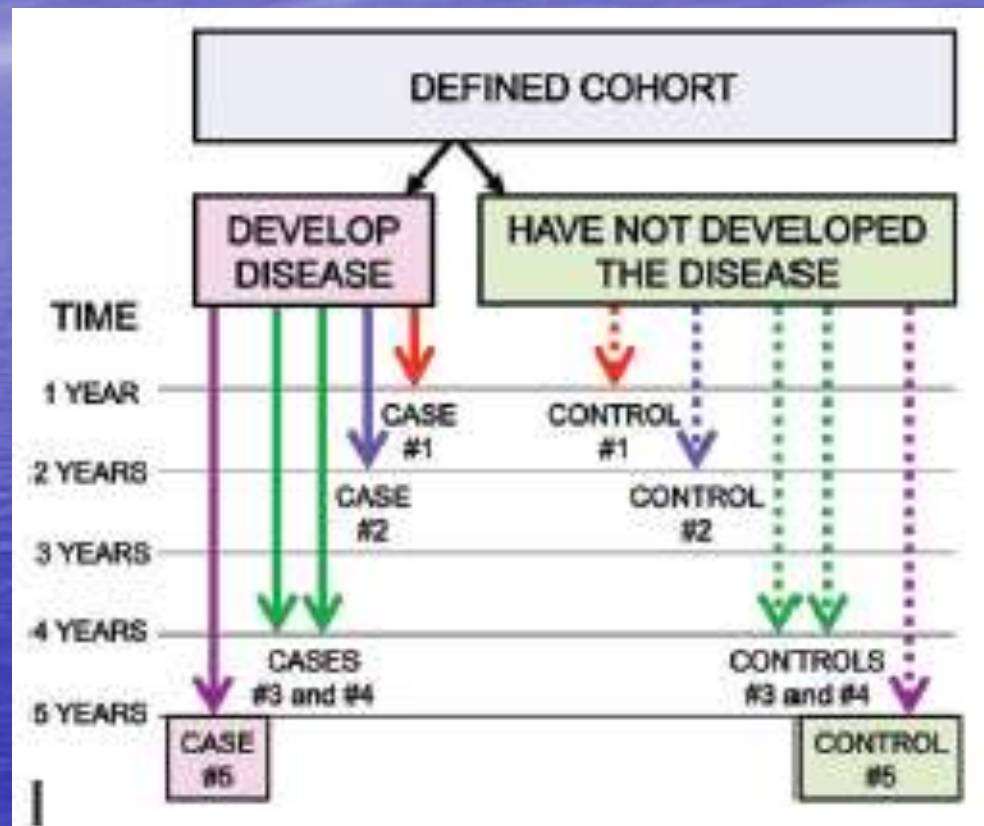 DEFINED COHORT
DEVELOP
DISEASE
HAVE NOT DEVELOPED
THE DISEASE
TIME
1 YEAR
CASE
#1
CONTROL
#1
2 YEARS
CASE
#2
CONTROL
#2
3 YEARS
4 YEARS
CASES
#3 and #4
CONTROLS
#3 and #4
5 YEARS
CASE
#5
CONTROL
#5